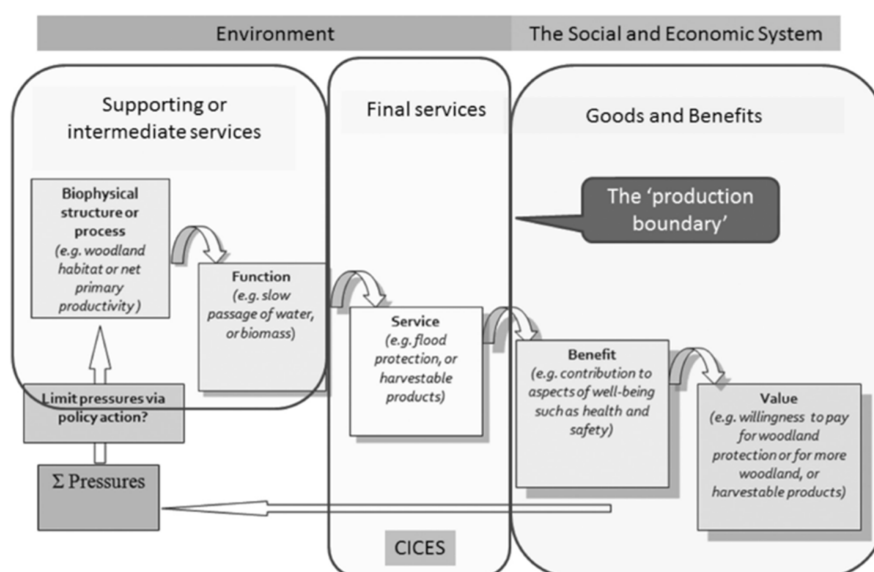 Environment
The Social and Economic System
Supporting or
intermediate services
Final services
Goods and Benefits
The ‘production
boundary’
Biophysical
structure or
process
(e.g. woodland
habitat or net
primary
productivity )
Function
(e.g. slow
passage of water,
or biomass)
Service
(e.g. flood
protection, or
harvestable
products)
Benefit
(e.g. contribution to
aspects of well-being
such as health and
safety)
Value
(e.g. willingness to pay
for woodland
protection or for more
woodland, or
harvestable products)
Limit pressures via
policy action?
Σ Pressures
CICES